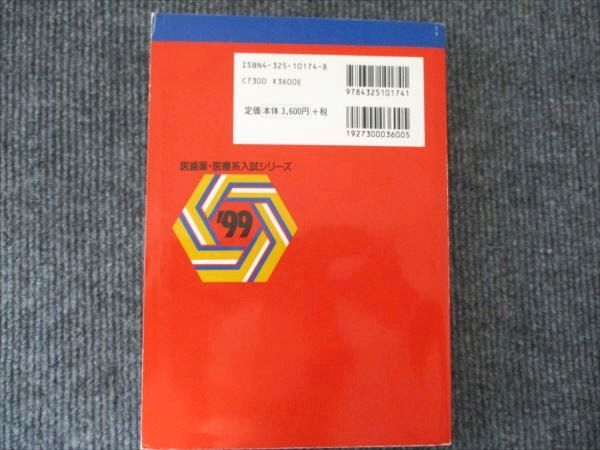 ISBN4-325-10174-8
C7300 ¥3600E
定価 本体 3,600円 +税
9784325101741
1927300036005
医歯薬・医療系入試シリーズ
'99